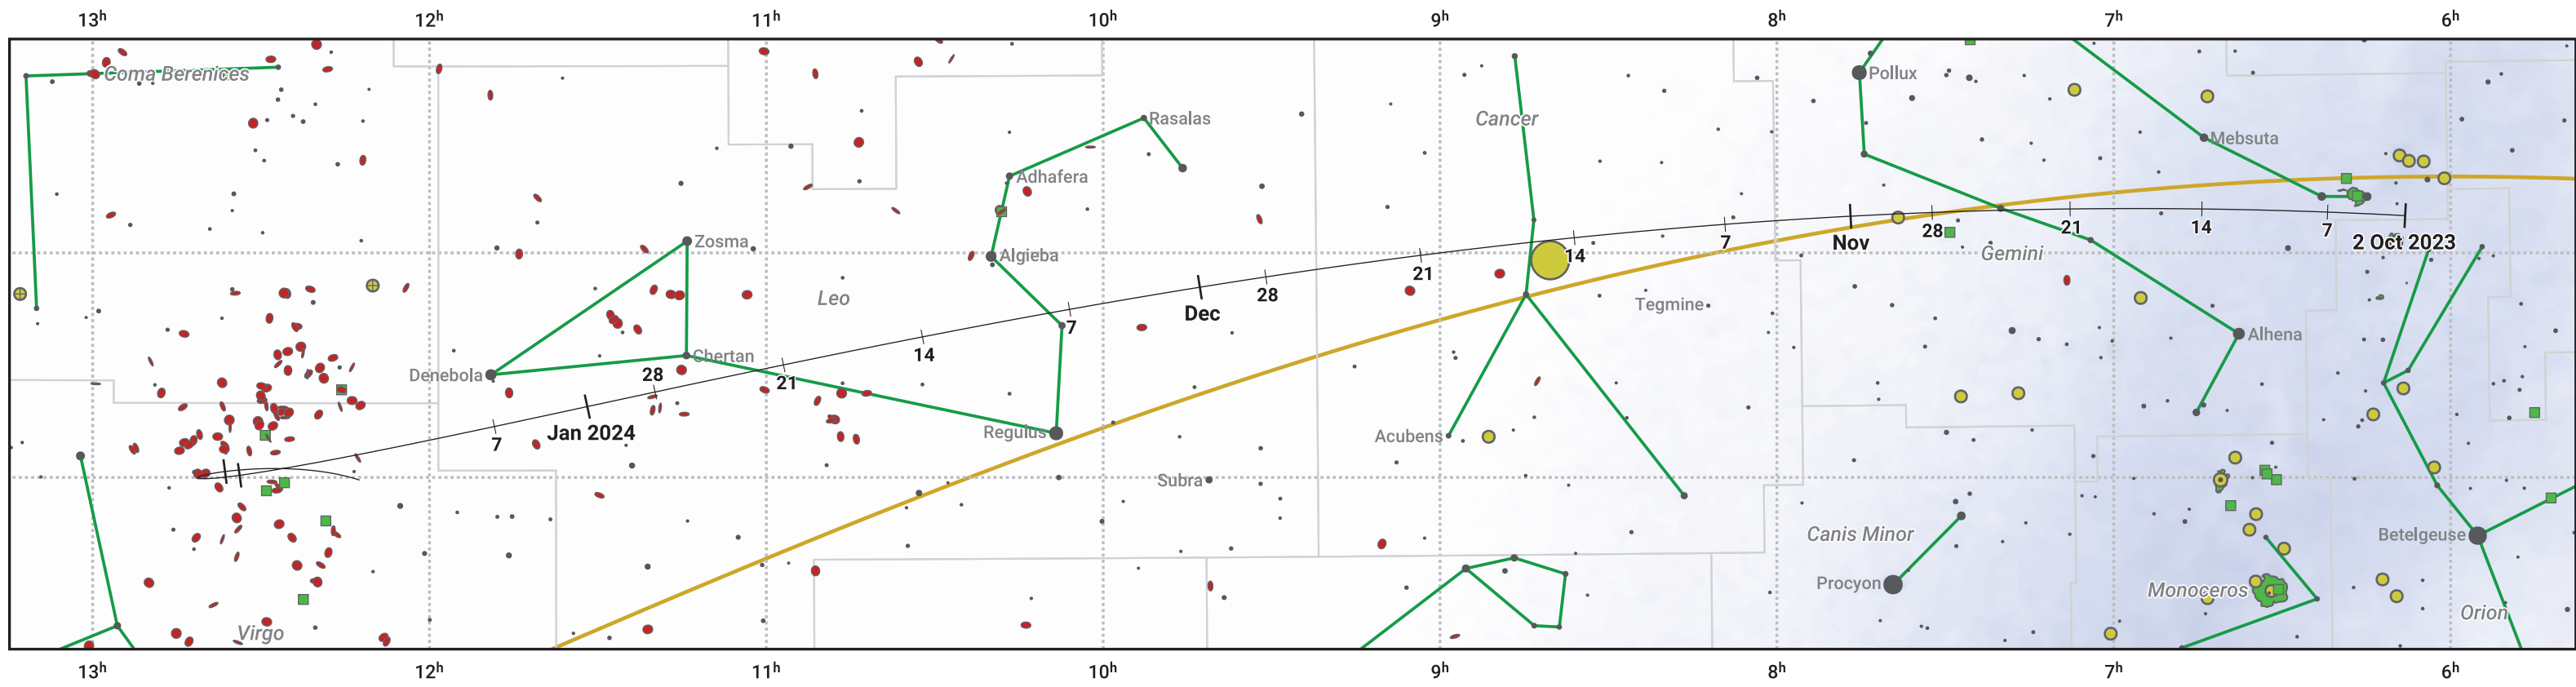 13h 12h 11h 10h 9h 8h 7h 6h
Coma Berenices
Pollux
Rasalas
Cancer
Mebsuta
Adhafera
Zosma
Algieba
14
7
Nov
28
21
14
7
2 Oct 2023
Gemini
21
28
Dec
Leo
Tegmine
7
Alhena
14
Chertan
Denebola
28
21
Jan 2024
7
Regulus
Acubens
Subra
Canis Minor
Betelgeuse
Procyon
Monoceros
Orion
Virgo
13h 12h 11h 10h 9h 8h 7h 6h